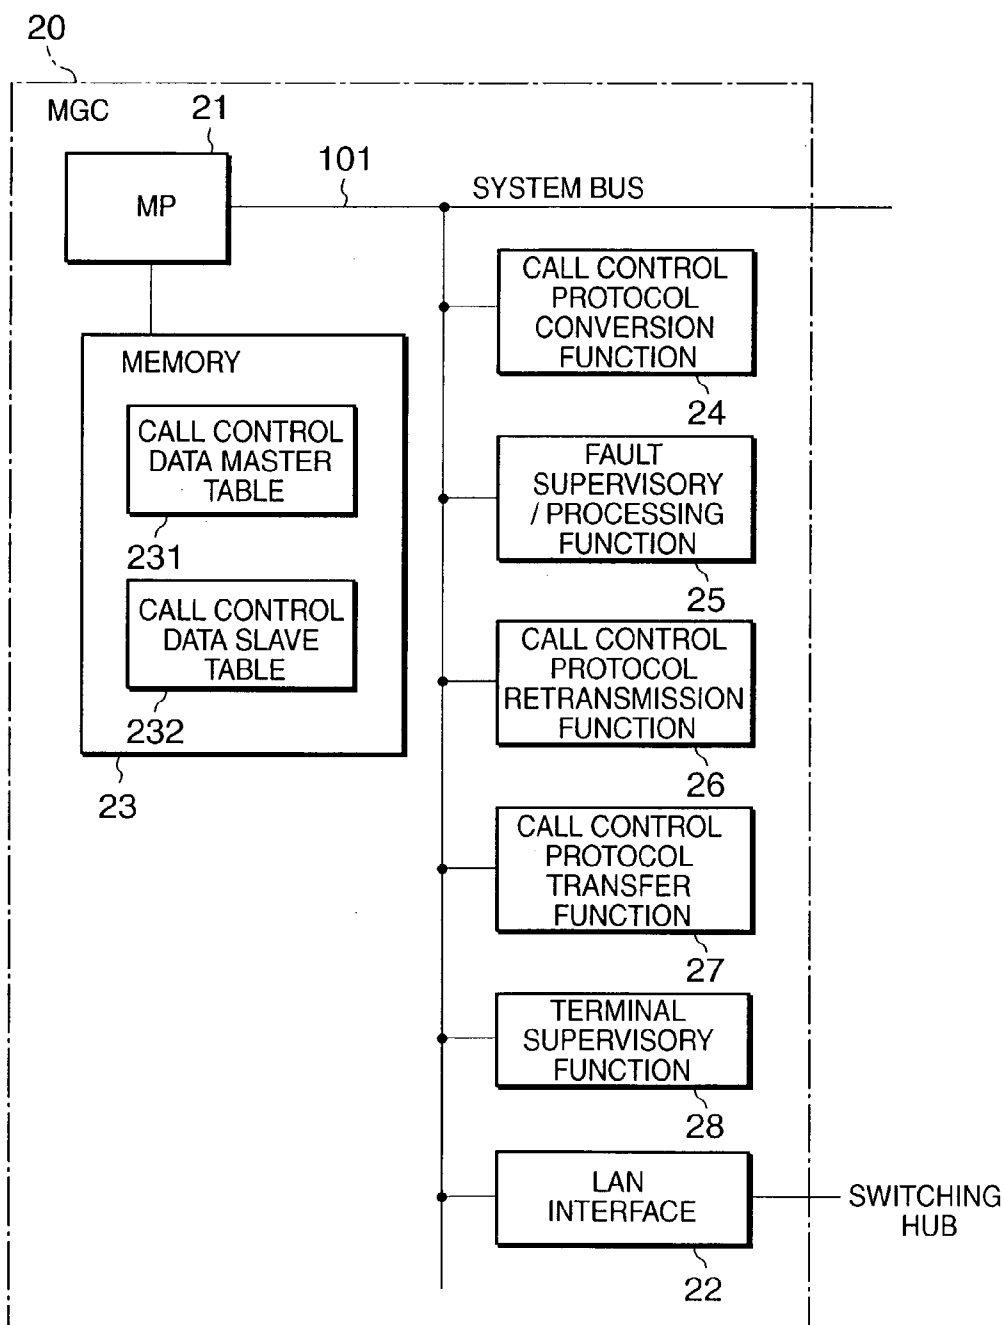 20
MGC
21
MP
101
SYSTEM BUS
CALL CONTROL
PROTOCOL
CONVERSION
FUNCTION
24
MEMORY
CALL CONTROL
DATA MASTER
TABLE
231
CALL CONTROL
DATA SLAVE
TABLE
232
23
FAULT
SUPERVISORY
/ PROCESSING
FUNCTION
25
CALL CONTROL
PROTOCOL
RETRANSMISSION
FUNCTION
26
CALL CONTROL
PROTOCOL
TRANSFER
FUNCTION
27
TERMINAL
SUPERVISORY
FUNCTION
28
LAN
INTERFACE
22
SWITCHING
HUB